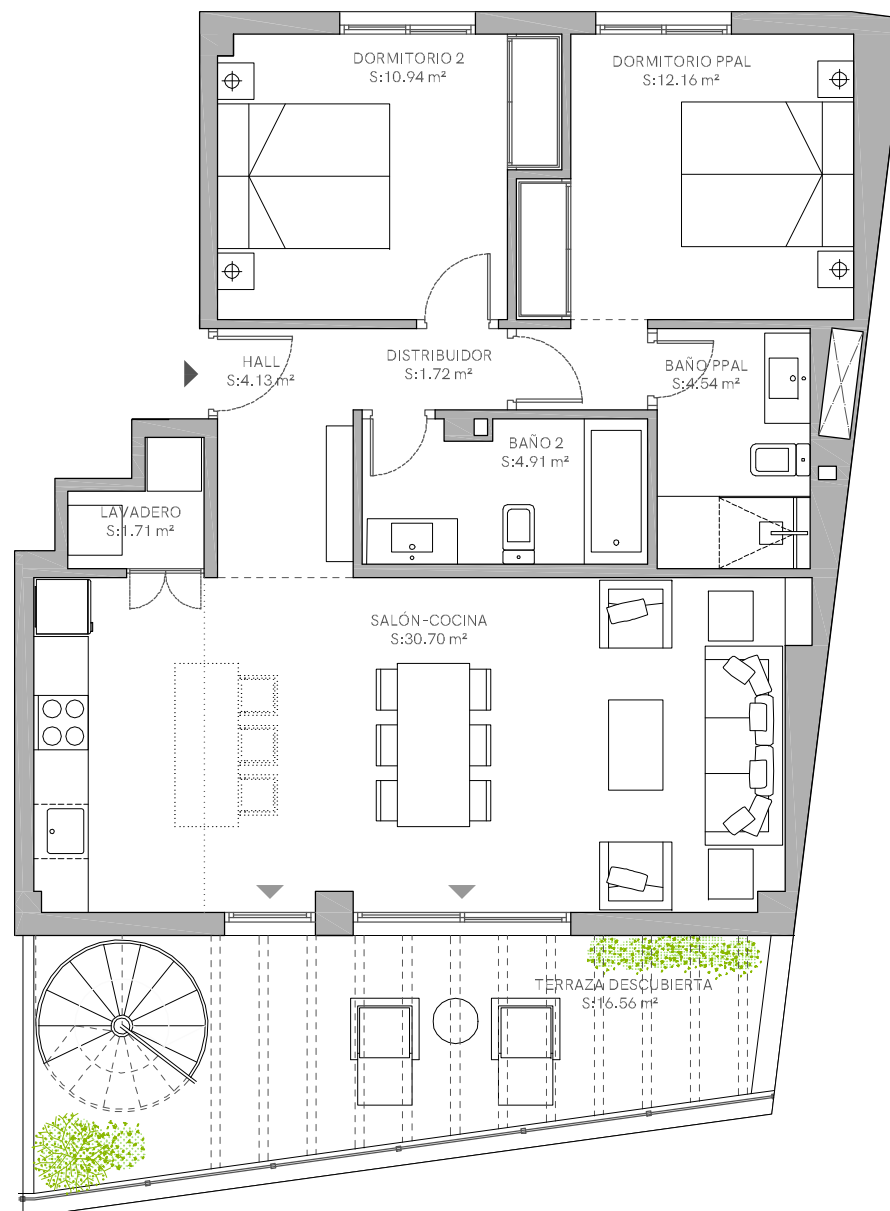 DORMITORIO 2
S:10.94 m²
DORMITORIO PPAL
S:12.16 m²
HALL
S:4.13 m²
DISTRIBUIDOR
S:1.72 m²
BAÑO PPAL
S:4.54 m²
BAÑO 2
S:4.91 m²
LAVADERO
S:1.71 m²
SALÓN-COCINA
S:30.70 m²
TERRAZA DESCUBIERTA
S:16.56 m²